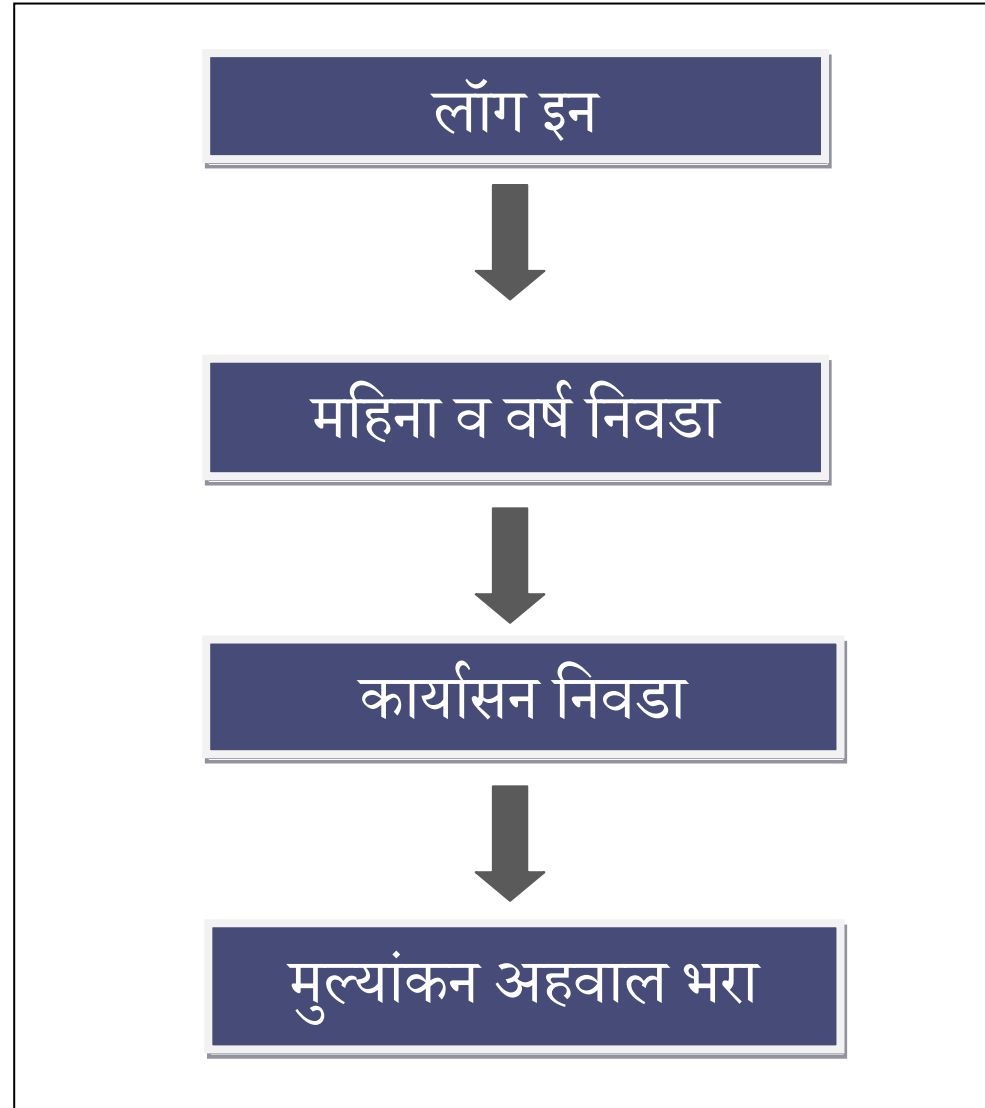 लॉग इन
महिना व वर्ष निवडा
कार्यासन निवडा
मुल्यांकन अहवाल भरा